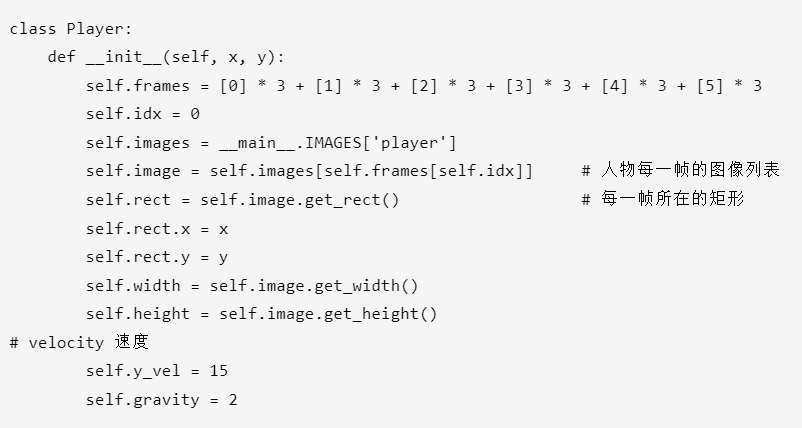 class Player:
    def __init__(self, x, y):
        self.frames = [0] * 3 + [1] * 3 + [2] * 3 + [3] * 3 + [4] * 3 + [5] * 3
        self.idx = 0
        self.images = __main__.IMAGES['player']
        self.image = self.images[self.frames[self.idx]]     # 人物每一帧的图像列表
        self.rect = self.image.get_rect()                   # 每一帧所在的矩形
        self.rect.x = x
        self.rect.y = y
        self.width = self.image.get_width()
        self.height = self.image.get_height()
# velocity 速度
        self.y_vel = 15
        self.gravity = 2